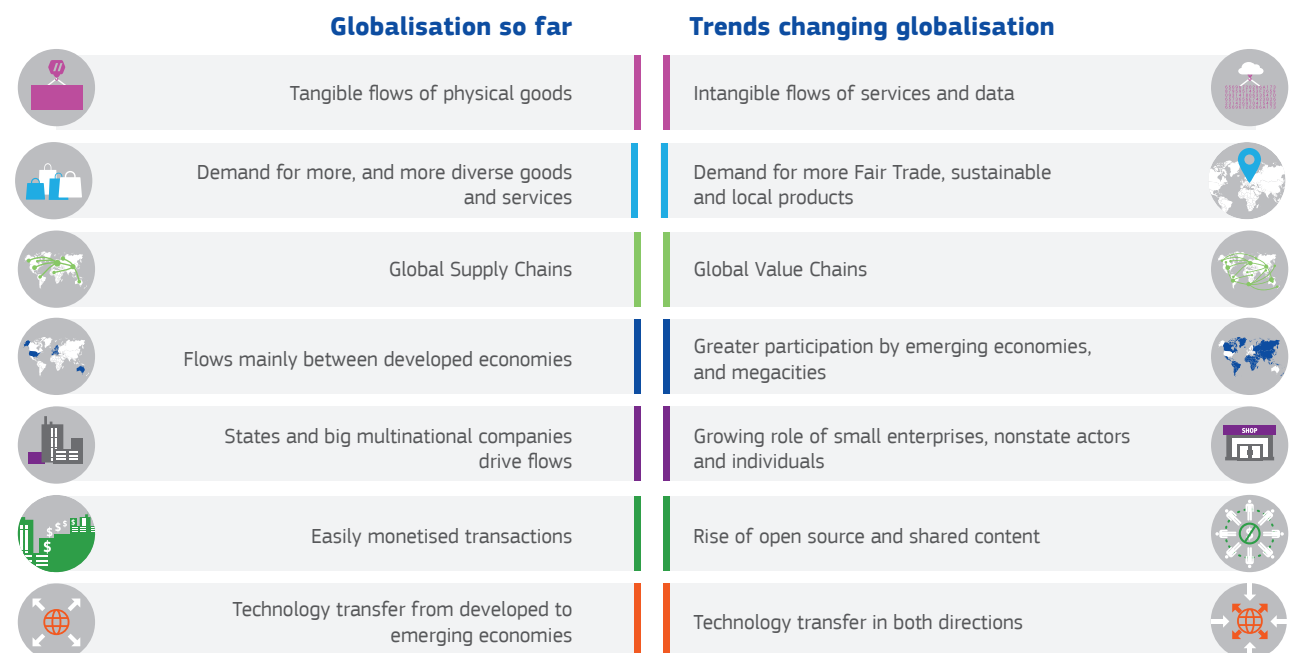 Globalisation so far
Trends changing globalisation
Tangible flows of physical goods
Intangible flows of services and data
Demand for more, and more diverse goods
and services
Demand for more Fair Trade, sustainable
and local products
Global Supply Chains
Global Value Chains
Flows mainly between developed economies
Greater participation by emerging economies,
and megacities
States and big multinational companies
drive flows
Growing role of small enterprises, nonstate actors
and individuals
SHOP
$ $ $ $
$
Easily monetised transactions
Rise of open source and shared content
Technology transfer from developed to
emerging economies
Technology transfer in both directions